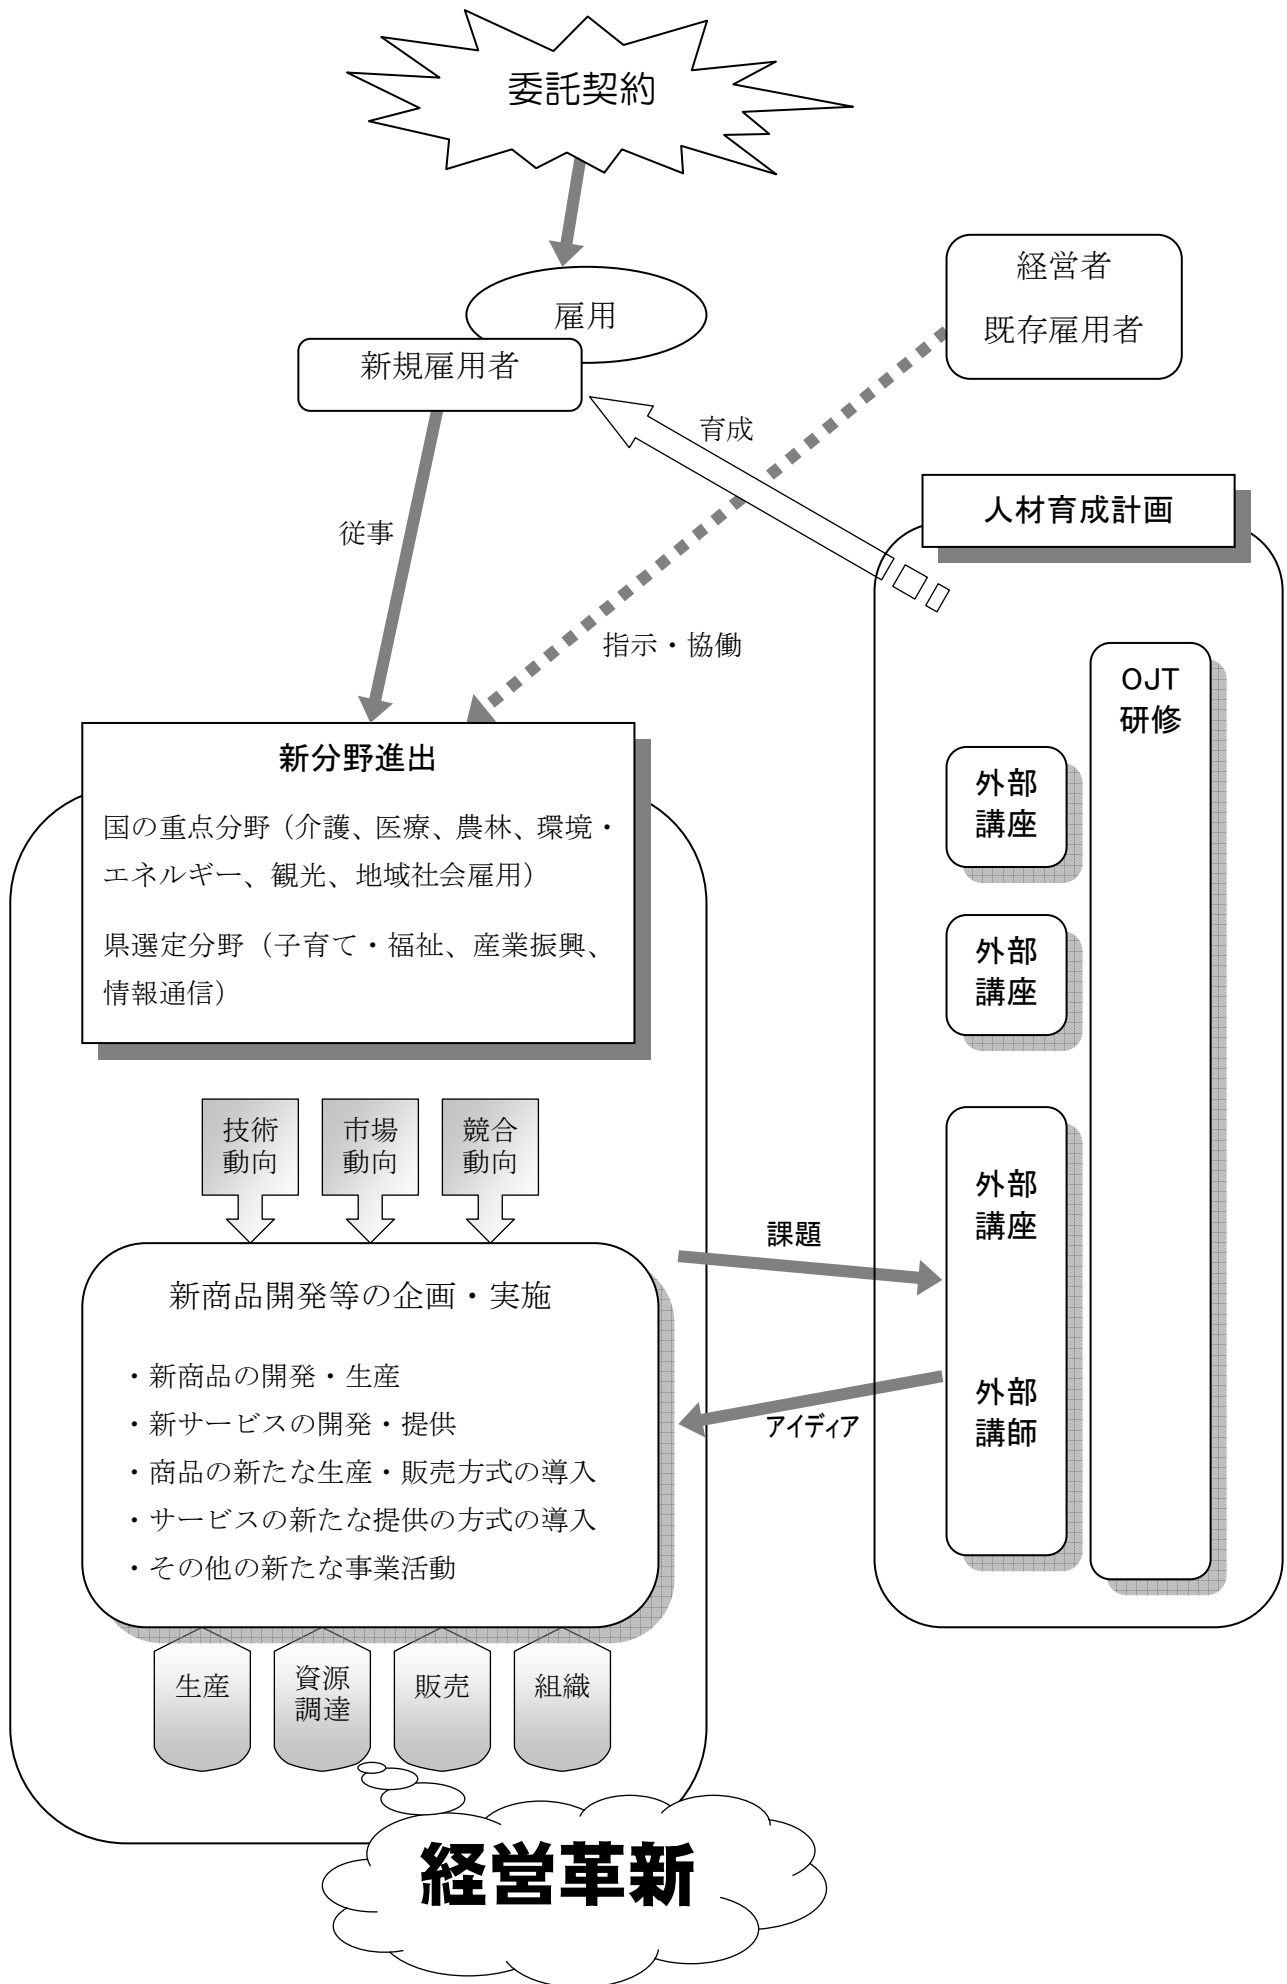 委託契約
雇用
新規雇用者
経営者
既存雇用者
育成
従事
指示・協働
人材育成計画
OJT
研修
外部
講座
外部
講座
外部
講座
外部
講師
新分野進出
国の重点分野（介護、医療、農林、環境・
エネルギー、観光、地域社会雇用）
県選定分野（子育て・福祉、産業振興、
情報通信）
技術
動向
市場
動向
競合
動向
課題
アイディア
新商品開発等の企画・実施
・新商品の開発・生産
・新サービスの開発・提供
・商品の新たな生産・販売方式の導入
・サービスの新たな提供の方式の導入
・その他の新たな事業活動
生産
資源
調達
販売
組織
経営革新